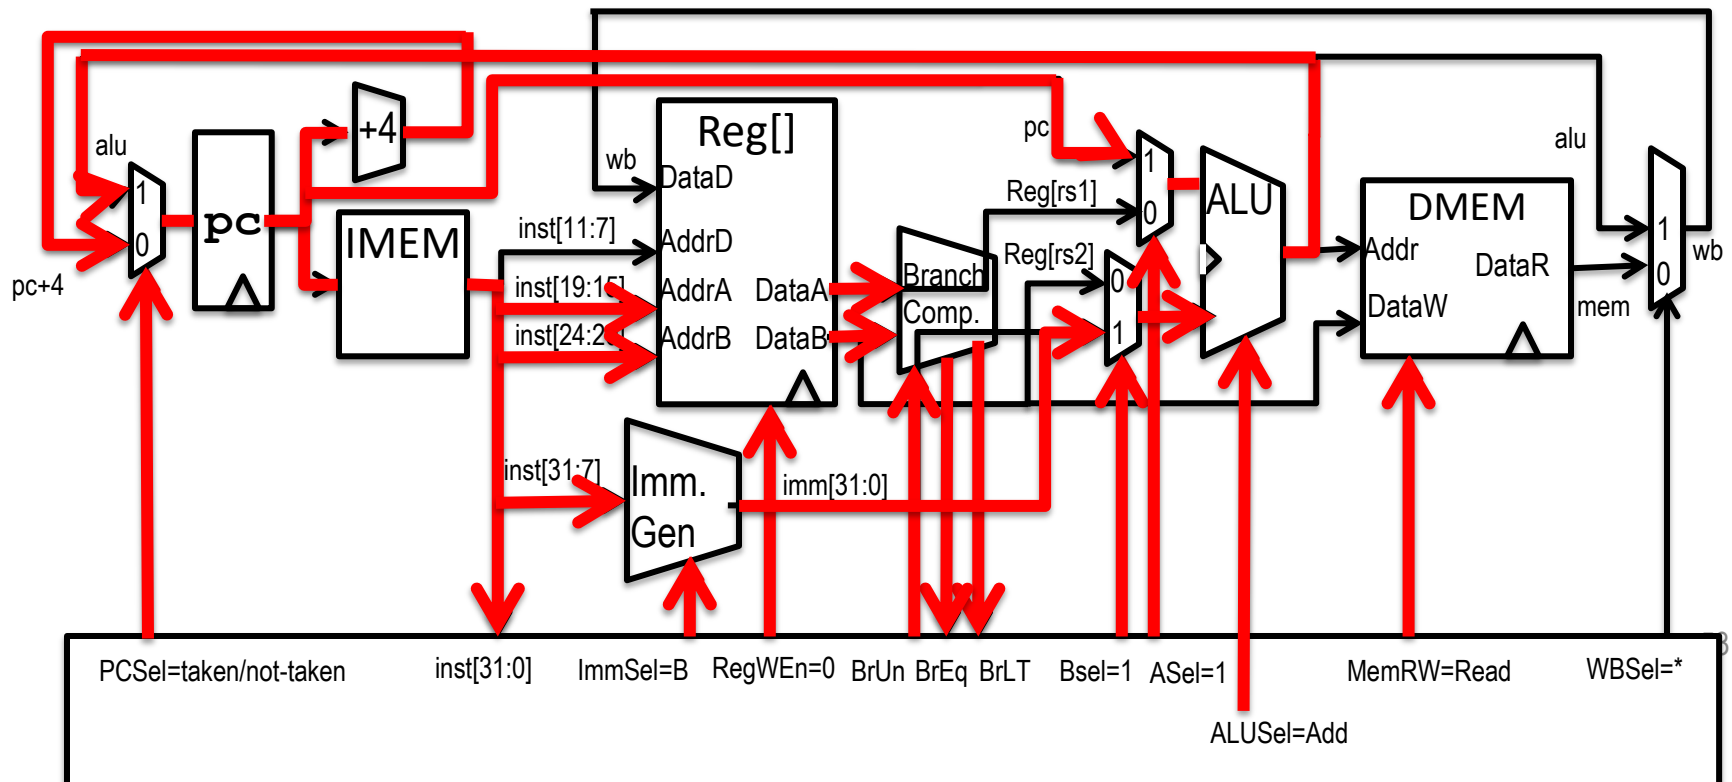 alu
1
0
pc+4
pc
+4
IMEM
inst[11:7]
inst[19:15]
inst[31:7]
wb
Reg[]
DataD
AddrD
AddrA
AddrB
DataA
DataB
Imm.
Gen
imm[31:0]
Branch
Comp.
pc
Reg[rs1]
Reg[rs2]
1
0
0
1
ALU
DMEM
Addr
DataR
DataW
alu
mem
1
0
wb
PCSel=taken/not-taken
inst[31:0]
ImmSel=B
RegWEn=0
BrUn
BrEq
BrLT
Bsel=1
ASel=1
ALUSel=Add
MemRW=Read
WBSel=*